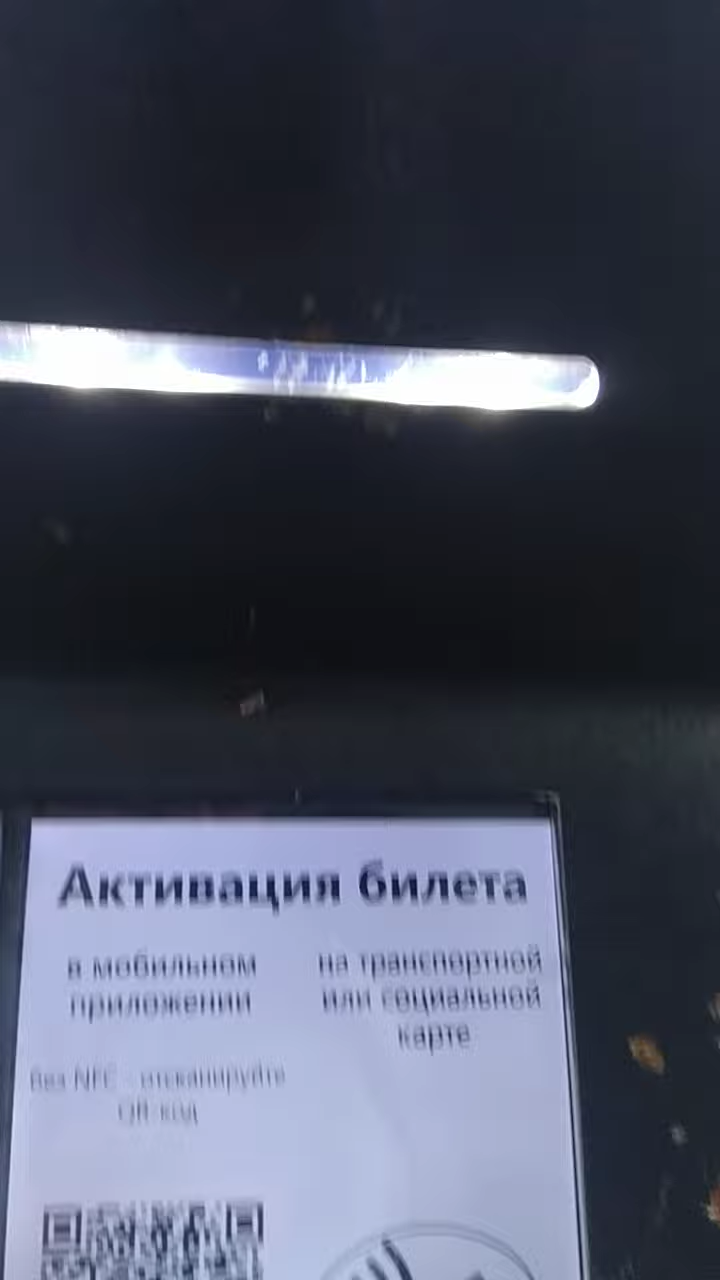 Активация билета
в мобильном
приложении
на транспортной
или социальной
карте
без NFC - отсканируйте
QR-код